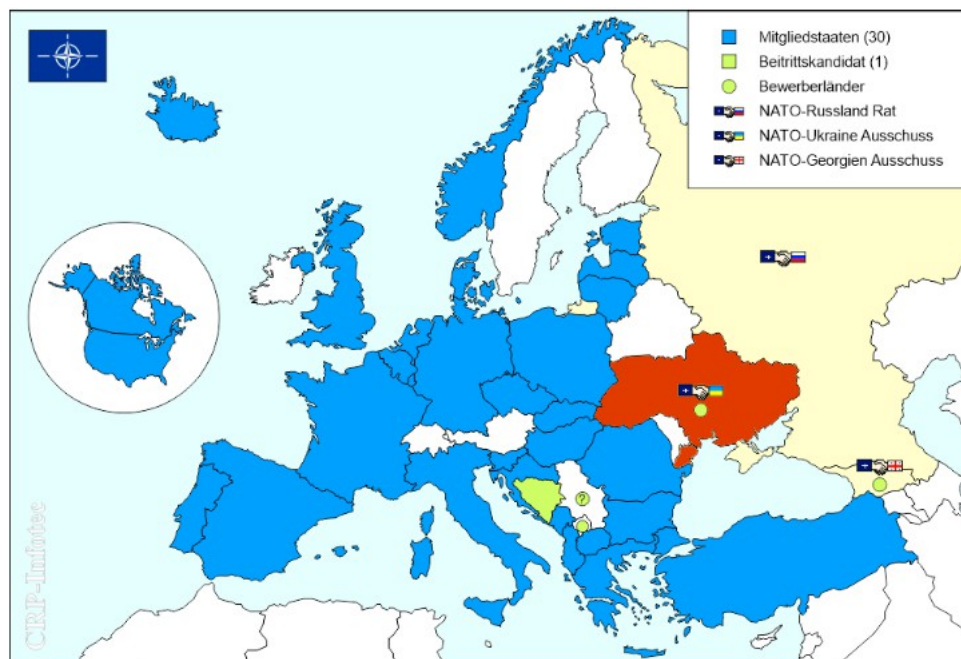 Mitgliedstaaten (30)
Beitrittskandidat (1)
Bewerberländer
NATO-Russland Rat
NATO-Ukraine Ausschuss
NATO-Georgien Ausschuss
?
CRP-Infotec